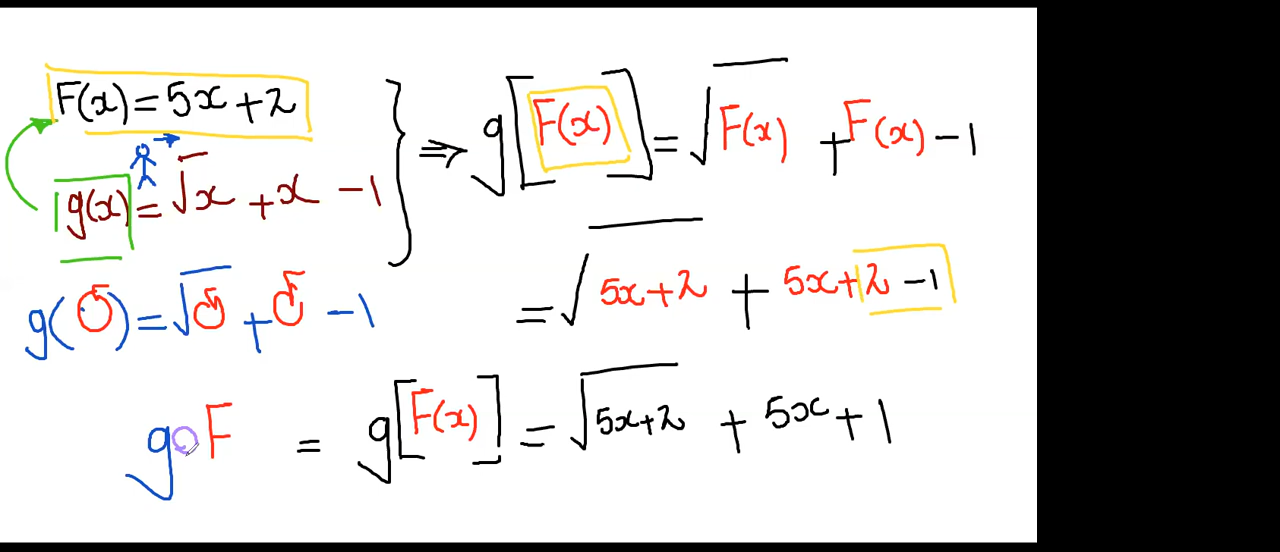 F(x) = 5x + 2
g(x) = √x + x - 1
g[F(x)] = √F(x) + F(x) - 1
= √5x+2 + 5x+2 - 1
g( ) = √ + - 1
g∘F = g[F(x)] = √5x+2 + 5x + 1